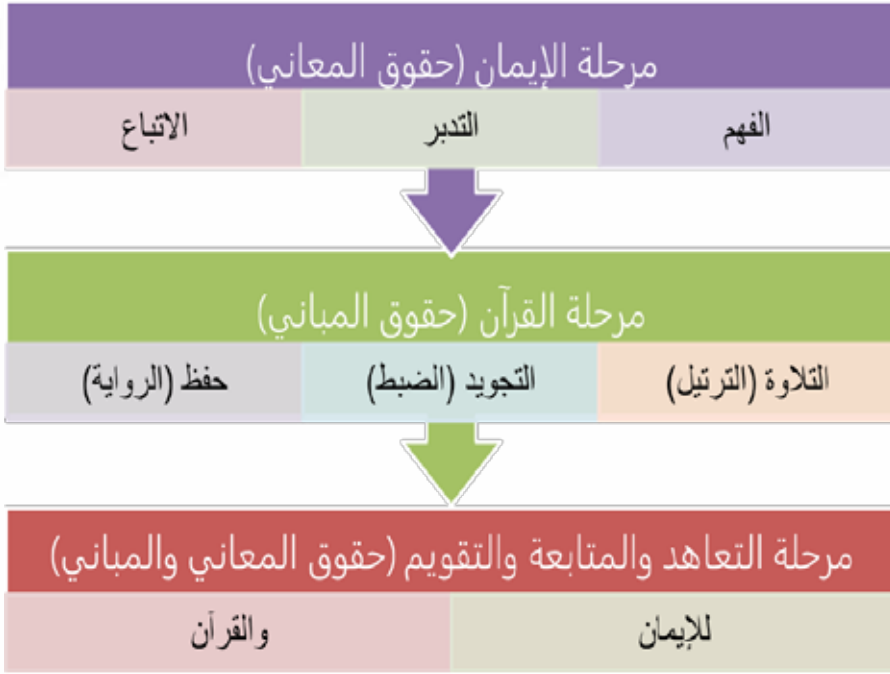 مرحلة الإيمان (حقوق المعاني)
الفهم التدبر الاتباع
مرحلة القرآن (حقوق المباني)
التلاوة (الترتيل) التجويد (الضبط) حفظ (الرواية)
مرحلة التعاهد والمتابعة والتقويم (حقوق المعاني والمباني)
للإيمان والقرآن